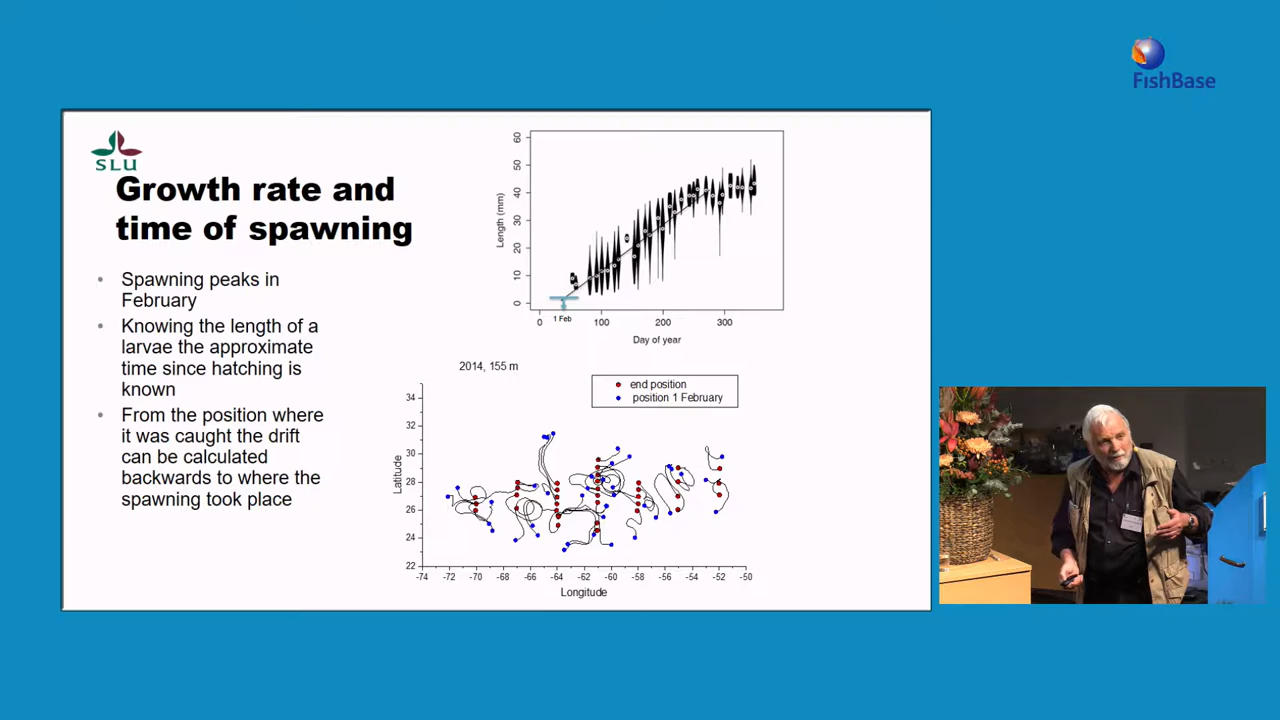 FishBase
SLU
Growth rate and
time of spawning
• Spawning peaks in
February
• Knowing the length of a
larvae the approximate
time since hatching is
known
• From the position where
it was caught the drift
can be calculated
backwards to where the
spawning took place
60
50
40
30
20
10
0
Length (mm)
0
1 Feb
100
200
300
Day of year
2014, 155 m
end position
position 1 February
34
32
30
28
26
24
22
Latitude
-74 -72 -70 -68 -66 -64 -62 -60 -58 -56 -54 -52 -50
Longitude